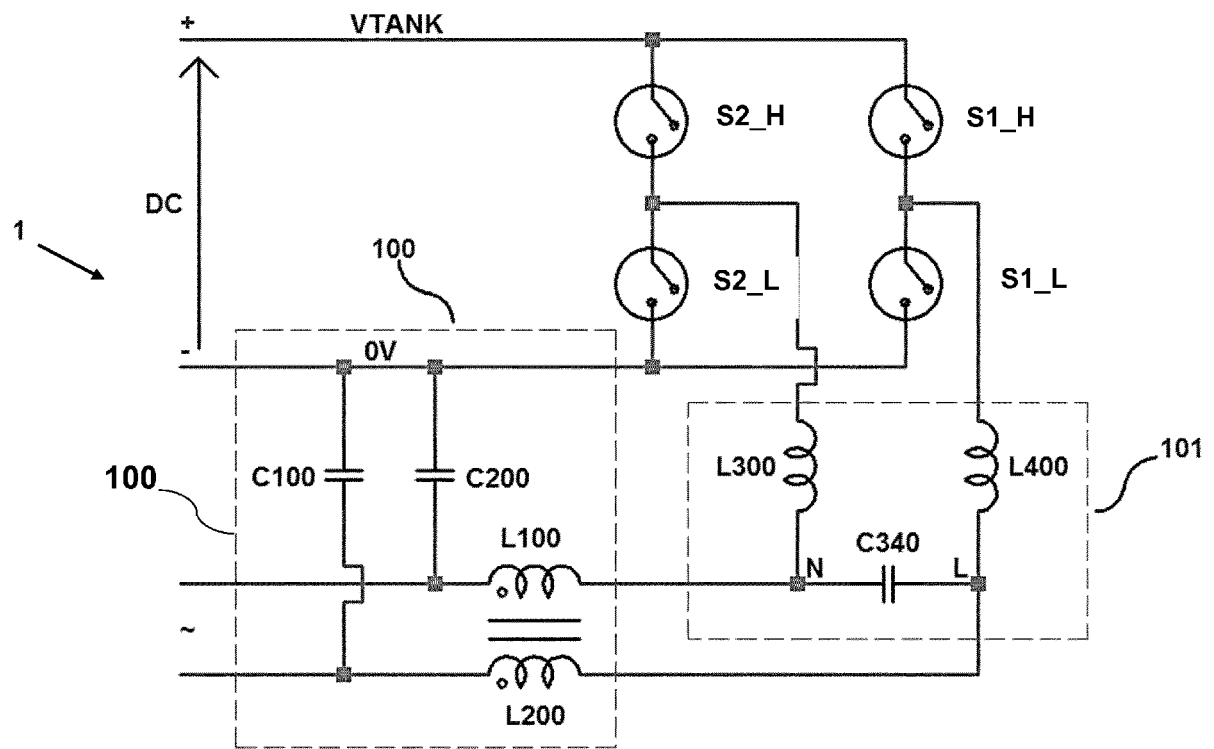 +
VTANK
S2_H
S1_H
DC
1
100
S2_L
S1_L
-
0V
C100
C200
L300
L400
101
100
L100
C340
N
L
~
L200